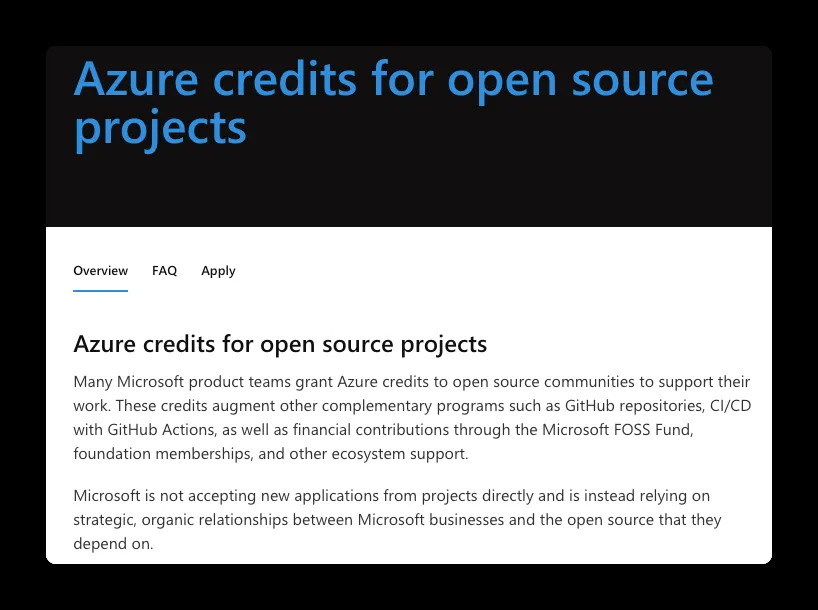 Azure credits for open source
projects
Overview FAQ Apply
Azure credits for open source projects
Many Microsoft product teams grant Azure credits to open source communities to support their
work. These credits augment other complementary programs such as GitHub repositories, CI/CD
with GitHub Actions, as well as financial contributions through the Microsoft FOSS Fund,
foundation memberships, and other ecosystem support.
Microsoft is not accepting new applications from projects directly and is instead relying on
strategic, organic relationships between Microsoft businesses and the open source that they
depend on.